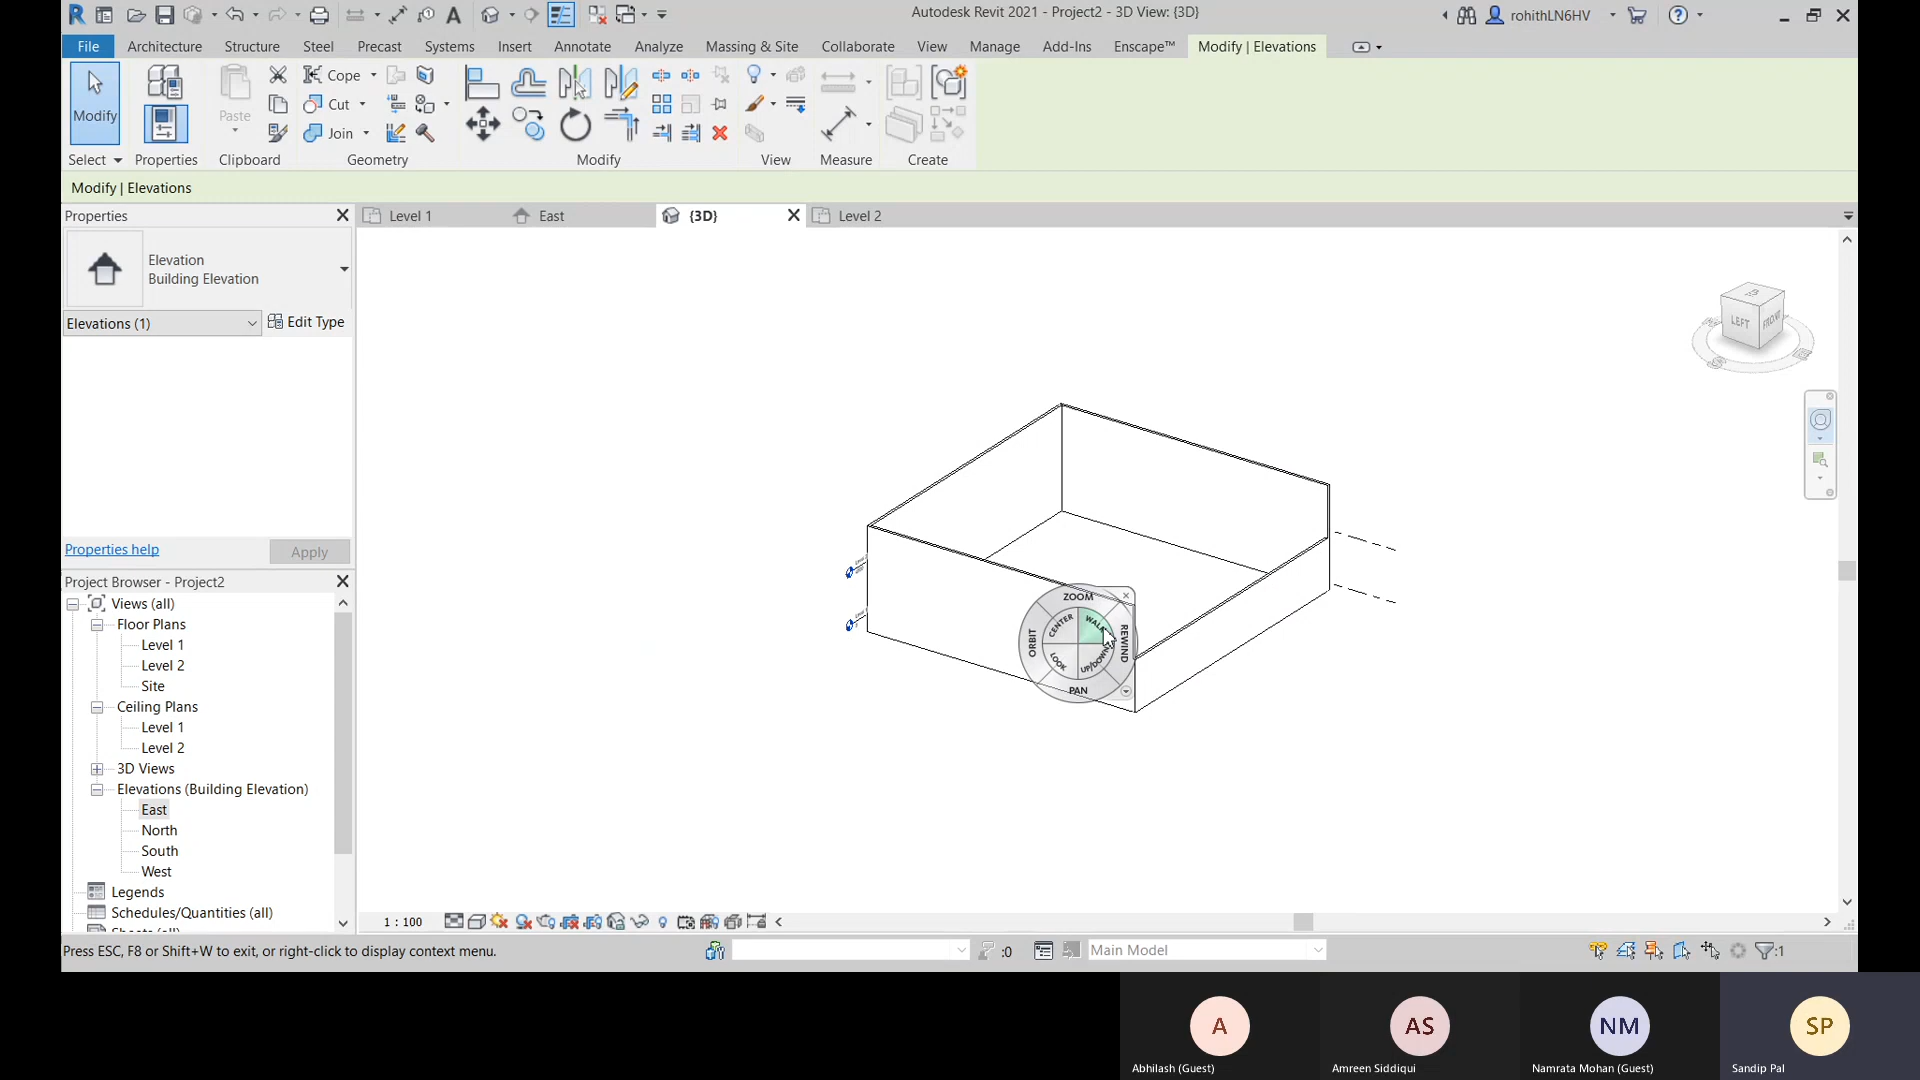 Autodesk Revit 2021 - Project2 - 3D View: {3D}
rohithLN6HV
File Architecture Structure Steel Precast Systems Insert Annotate Analyze Massing & Site Collaborate View Manage Add-Ins Enscape™ Modify | Elevations
Modify
Paste
Cope
Cut
Join
Select Properties Clipboard Geometry Modify View Measure Create
Modify | Elevations
Properties
Level 1
East
{3D}
Level 2
Elevation
Building Elevation
Elevations (1)
Edit Type
Properties help
Apply
Project Browser - Project2
Views (all)
Floor Plans
Level 1
Level 2
Site
Ceiling Plans
Level 1
Level 2
3D Views
Elevations (Building Elevation)
East
North
South
West
Legends
Schedules/Quantities (all)
LEFT
FRONT
ZOOM
CENTER
WALK
ORBIT
REWIND
LOOK
UP/DOWN
PAN
1 : 100
Press ESC, F8 or Shift+W to exit, or right-click to display context menu.
:0
Main Model
:1
A
AS
NM
SP
Abhilash (Guest)
Amreen Siddiqui
Namrata Mohan (Guest)
Sandip Pal